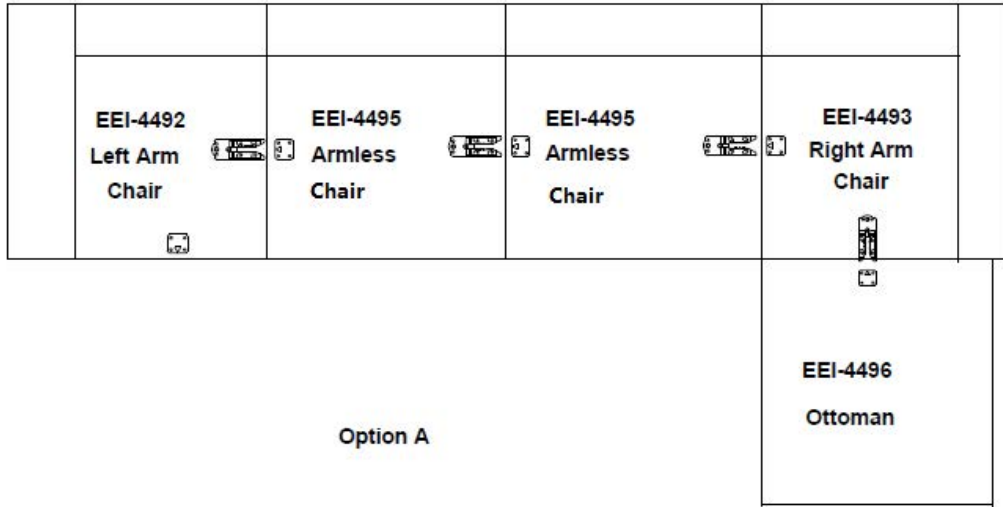 EEI-4492
Left Arm
Chair
EEI-4495
Armless
Chair
EEI-4495
Armless
Chair
EEI-4493
Right Arm
Chair
EEI-4496
Ottoman
Option A